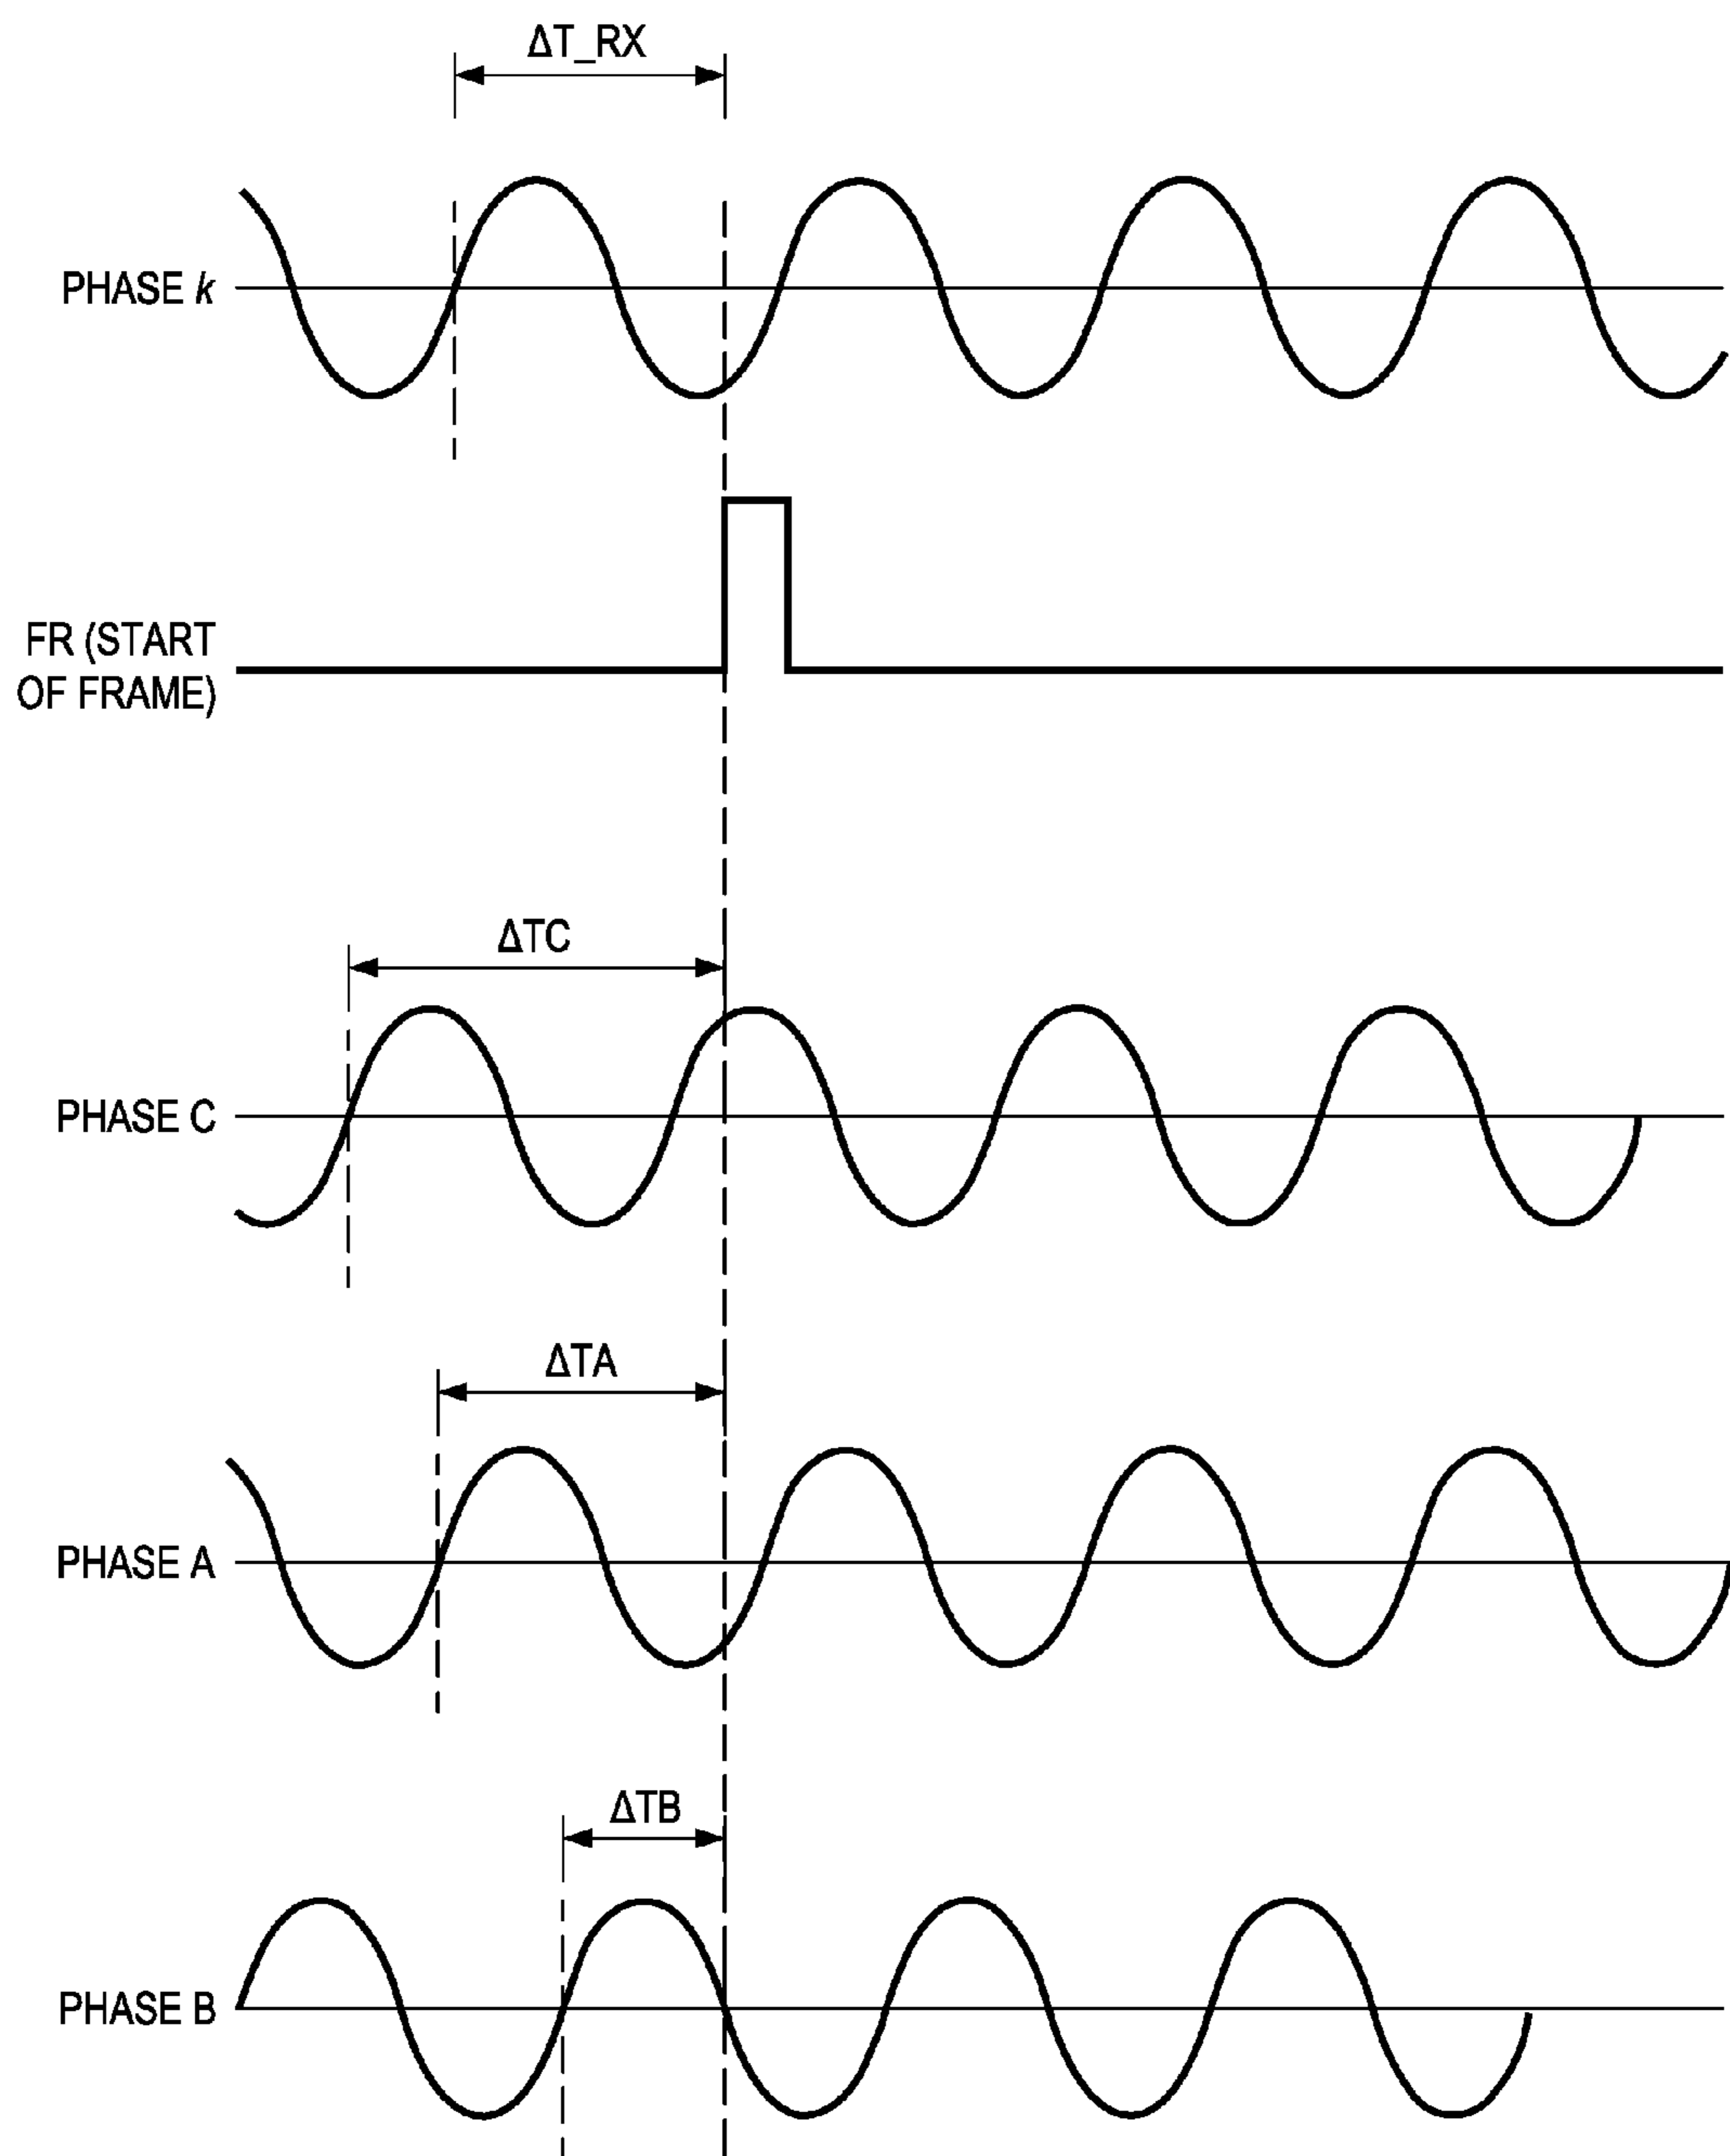 ΔT_RX
PHASE k
FR (START
OF FRAME)
ΔTC
PHASE C
ΔTA
PHASE A
ΔTB
PHASE B